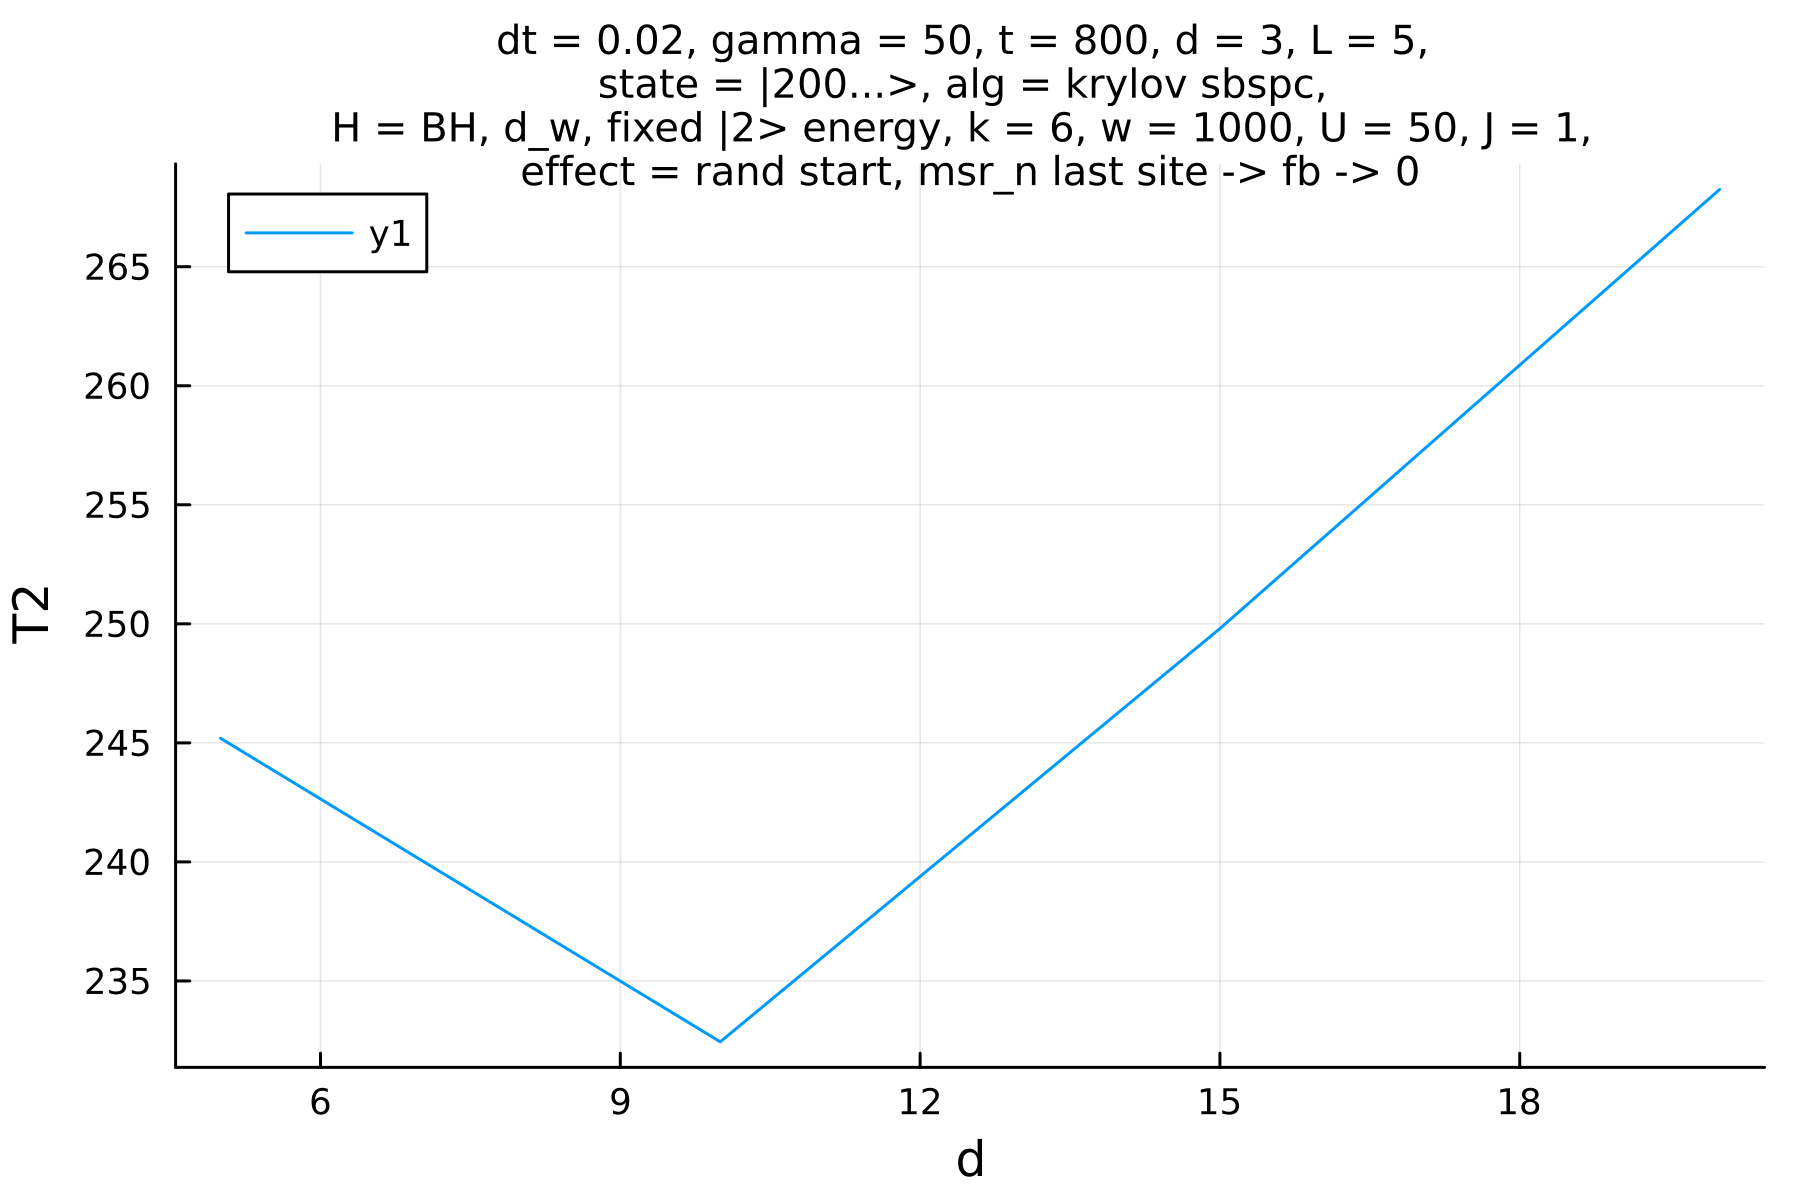 dt = 0.02, gamma = 50, t = 800, d = 3, L = 5,
state = |200...>, alg = krylov sbspc,
H = BH, d_w, fixed |2> energy, k = 6, w = 1000, U = 50, J = 1,
effect = rand start, msr_n last site -> fb -> 0
y1
265
260
255
250
245
240
235
T2
6 9 12 15 18
d